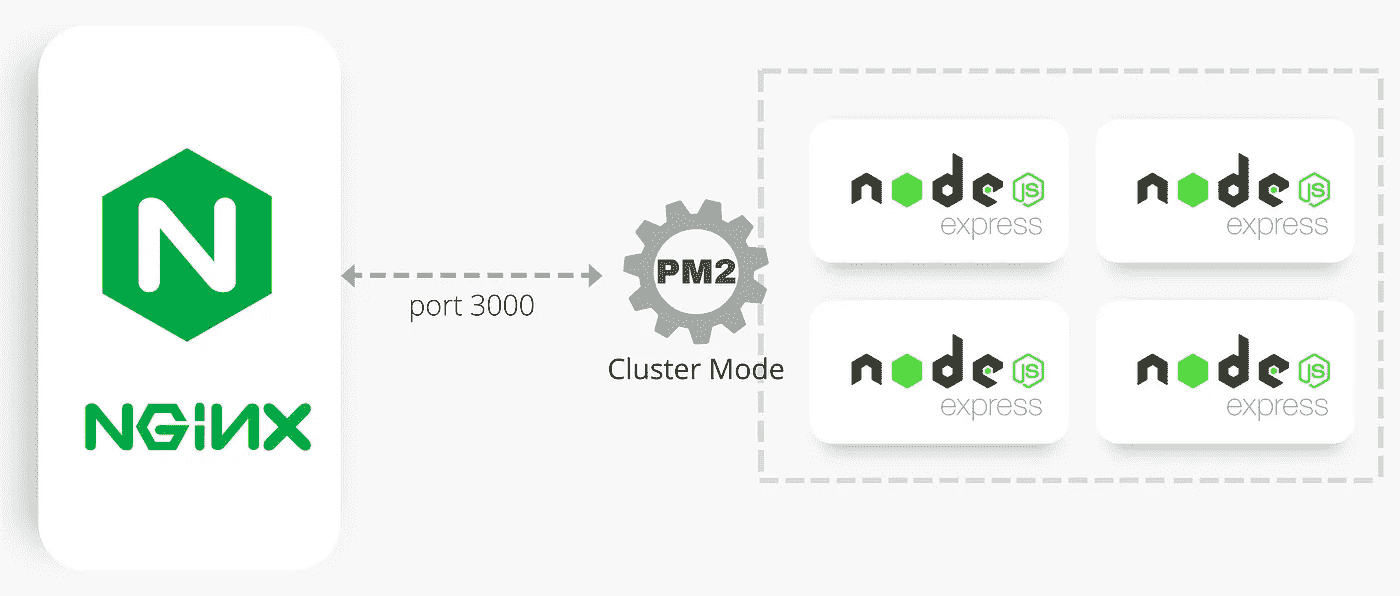 N
NGINX
port 3000
PM2
Cluster Mode
node JS
express
node JS
express
node JS
express
node JS
express